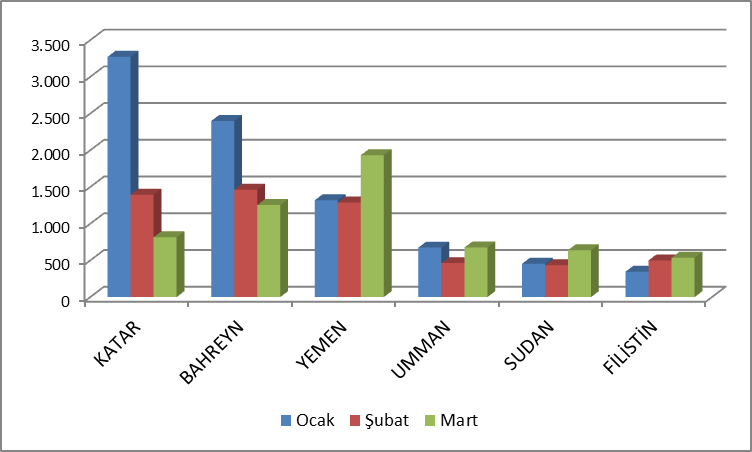 3.500
3.000
2.500
2.000
1.500
1.000
500
0
KATAR
BAHREYN
YEMEN
UMMAN
SUDAN
FİLİSTİN
Ocak
Şubat
Mart